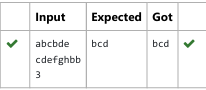 Input Expected Got
abcbde bcd bcd
cdefghbb
3